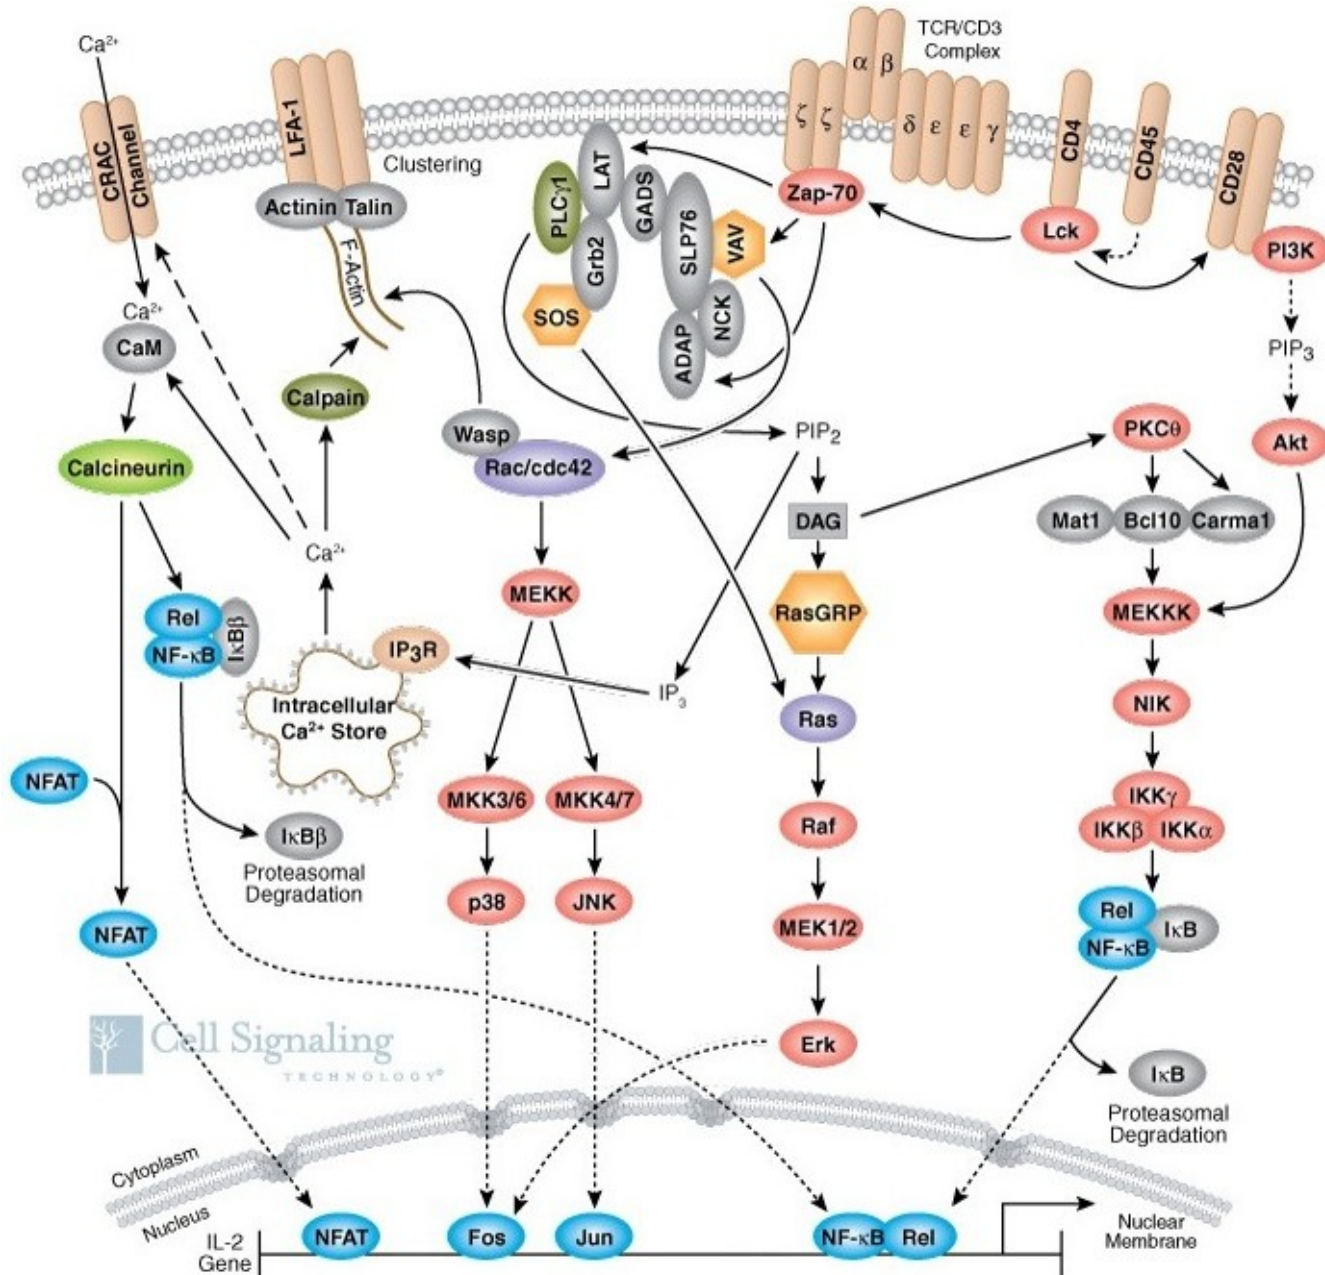 Ca²⁺
CRAC
Channel
LFA-1
Clustering
Actinin
Talin
F-Actin
TCR/CD3
Complex
α
β
ζ
ζ
δ
ε
ε
γ
CD4
CD45
CD28
Zap-70
Lck
PI3K
LAT
PLCγ1
GADS
Grb2
SLP76
VAV
SOS
NCK
ADAP
Ca²⁺
CaM
Calcineurin
Calpain
Wasp
Rac/cdc42
PIP₂
PIP₃
PKCθ
Akt
DAG
Mat1
Bcl10
Carma1
Ca²⁺
MEKK
RasGRP
MEKKK
Rel
NF-κB
IκBβ
IP₃R
IP₃
Intracellular
Ca²⁺ Store
Ras
NIK
NFAT
MKK3/6
MKK4/7
Raf
IKKγ
IKKβ
IKKα
IκBβ
Proteasomal
Degradation
p38
JNK
MEK1/2
NFAT
Rel
NF-κB
IκB
Cell Signaling
TECHNOLOGY®
Erk
IκB
Proteasomal
Degradation
Cytoplasm
Nucleus
IL-2
Gene
NFAT
Fos
Jun
NF-κB
Rel
Nuclear
Membrane